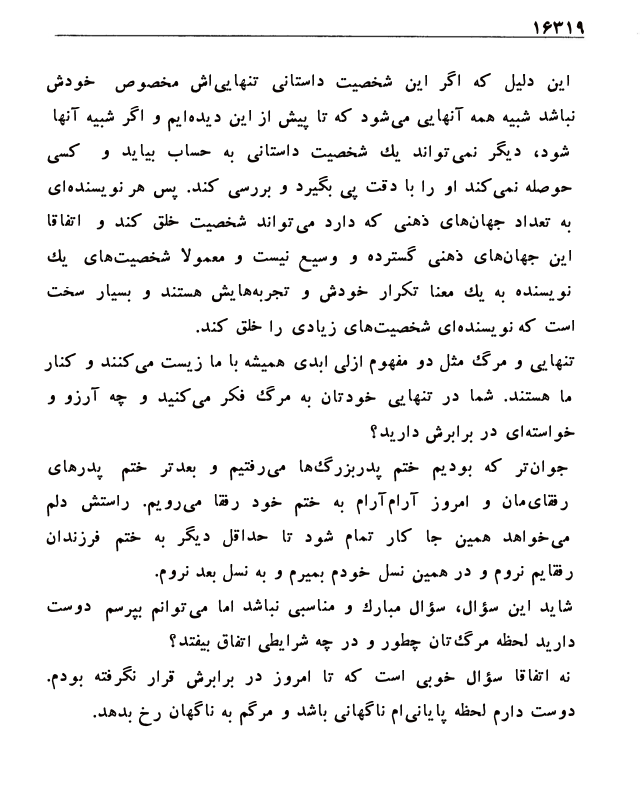 ۱۶۳۱۹
این دلیل که اگر این شخصیت داستانی تنهایی‌اش مخصوص خودش
نباشد شبیه همه آنهایی می‌شود که تا پیش از این دیده‌ایم و اگر شبیه آنها
شود، دیگر نمی‌تواند یك شخصیت داستانی به حساب بیاید و کسی
حوصله نمی‌کند او را با دقت پی بگیرد و بررسی کند. پس هر نویسنده‌ای
به تعداد جهان‌های ذهنی که دارد می‌تواند شخصیت خلق کند و اتفاقا
این جهان‌های ذهنی گسترده و وسیع نیست و معمولا شخصیت‌های یك
نویسنده به یك معنا تکرار خودش و تجربه‌هایش هستند و بسیار سخت
است که نویسنده‌ای شخصیت‌های زیادی را خلق کند.
تنهایی و مرگ مثل دو مفهوم ازلی ابدی همیشه با ما زیست می‌کنند و کنار
ما هستند. شما در تنهایی خودتان به مرگ فکر می‌کنید و چه آرزو و
خواسته‌ای در برابرش دارید؟
جوان‌تر که بودیم ختم پدربزرگ‌ها می‌رفتیم و بعدتر ختم پدرهای
رفقای‌مان و امروز آرام‌آرام به ختم خود رفقا می‌رویم. راستش دلم
می‌خواهد همین جا کار تمام شود تا حداقل دیگر به ختم فرزندان
رفقایم نروم و در همین نسل خودم بمیرم و به نسل بعد نروم.
شاید این سؤال، سؤال مبارك و مناسبی نباشد اما می‌توانم بپرسم دوست
دارید لحظه مرگ‌تان چطور و در چه شرایطی اتفاق بیفتد؟
نه اتفاقا سؤال خوبی است که تا امروز در برابرش قرار نگرفته بودم.
دوست دارم لحظه پایانی‌ام ناگهانی باشد و مرگم به ناگهان رخ بدهد.